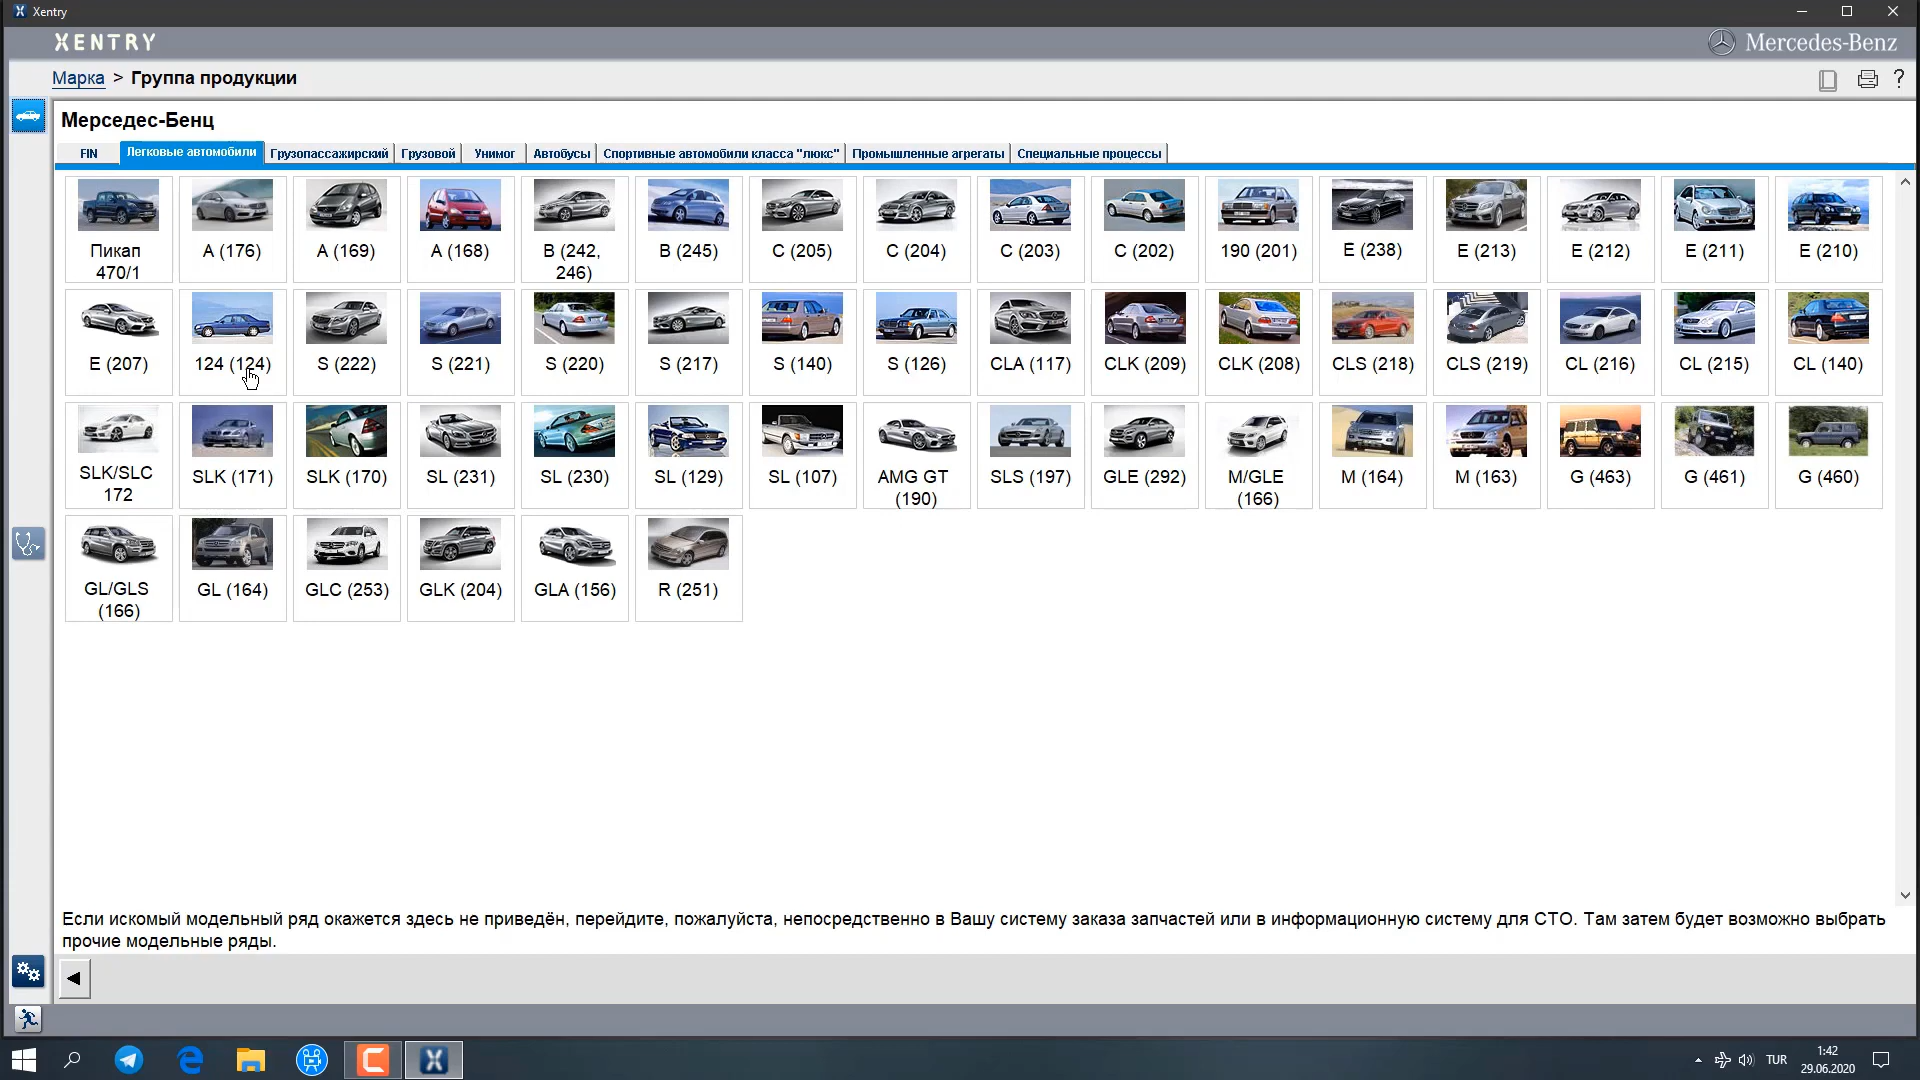 Xentry
XENTRY
Mercedes-Benz
Марка > Группа продукции
?
Мерседес-Бенц
FIN
Легковые автомобили
Грузопассажирский
Грузовой
Унимог
Автобусы
Спортивные автомобили класса "люкс"
Промышленные агрегаты
Специальные процессы
Пикап
470/1
A (176)
A (169)
A (168)
B (242,
246)
B (245)
C (205)
C (204)
C (203)
C (202)
190 (201)
E (238)
E (213)
E (212)
E (211)
E (210)
E (207)
124 (124)
S (222)
S (221)
S (220)
S (217)
S (140)
S (126)
CLA (117)
CLK (209)
CLK (208)
CLS (218)
CLS (219)
CL (216)
CL (215)
CL (140)
SLK/SLC
172
SLK (171)
SLK (170)
SL (231)
SL (230)
SL (129)
SL (107)
AMG GT
(190)
SLS (197)
GLE (292)
M/GLE
(166)
M (164)
M (163)
G (463)
G (461)
G (460)
GL/GLS
(166)
GL (164)
GLC (253)
GLK (204)
GLA (156)
R (251)
Если искомый модельный ряд окажется здесь не приведён, перейдите, пожалуйста, непосредственно в Вашу систему заказа запчастей или в информационную систему для СТО. Там затем будет возможно выбрать
прочие модельные ряды.
TUR
1:42
29.06.2020